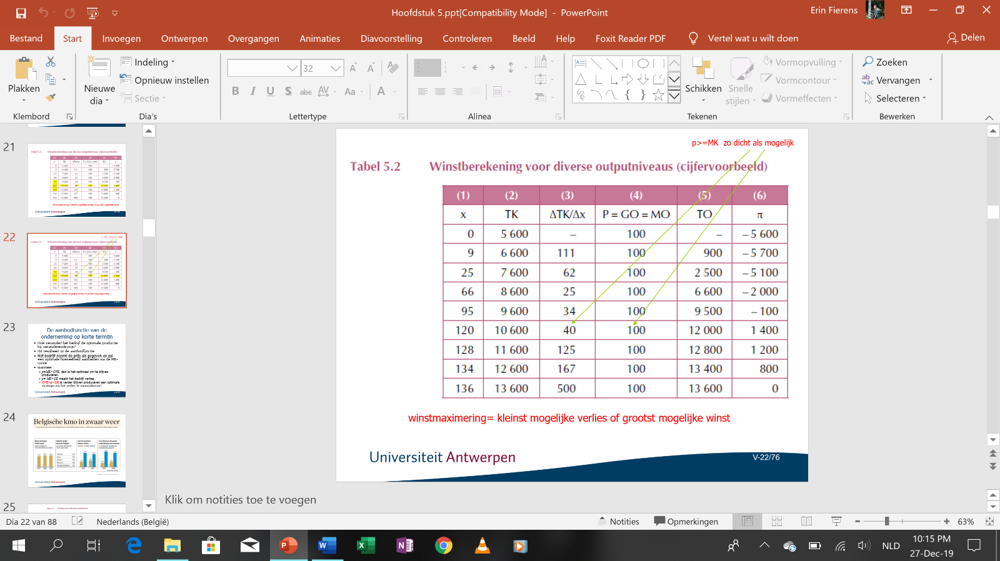 Hoofdstuk 5.ppt[Compatibility Mode] - PowerPoint
Erin Fierens
Bestand Start Invoegen Ontwerpen Overgangen Animaties Diavoorstelling Controleren Beeld Help Foxit Reader PDF Vertel wat u wilt doen Delen
Plakken
Klembord
Nieuwe dia
Indeling
Opnieuw instellen
Sectie
Dia's
32
B I U S abc AV Aa A
Lettertype
Alinea
Schikken
Snelle stijlen
Vormopvulling
Vormcontour
Vormeffecten
Tekenen
Zoeken
Vervangen
Selecteren
Bewerken
21
22
23
De aanbodfunctie van de
onderneming op korte termijn
Universiteit Antwerpen
24
Belgische kmo in zwaar weer
Universiteit Antwerpen
25
p>=MK zo dicht als mogelijk
Tabel 5.2 Winstberekening voor diverse outputniveaus (cijfervoorbeeld)
(1) (2) (3) (4) (5) (6)
x TK ΔTK/Δx P = GO = MO TO π
0 5 600 – 100 – – 5 600
9 6 600 111 100 900 – 5 700
25 7 600 62 100 2 500 – 5 100
66 8 600 25 100 6 600 – 2 000
95 9 600 34 100 9 500 – 100
120 10 600 40 100 12 000 1 400
128 11 600 125 100 12 800 1 200
134 12 600 167 100 13 400 800
136 13 600 500 100 13 600 0
winstmaximering= kleinst mogelijke verlies of grootst mogelijke winst
Universiteit Antwerpen
V-22/76
Klik om notities toe te voegen
Dia 22 van 88 Nederlands (België) Notities Opmerkingen 63%
NLD
10:15 PM
27-Dec-19